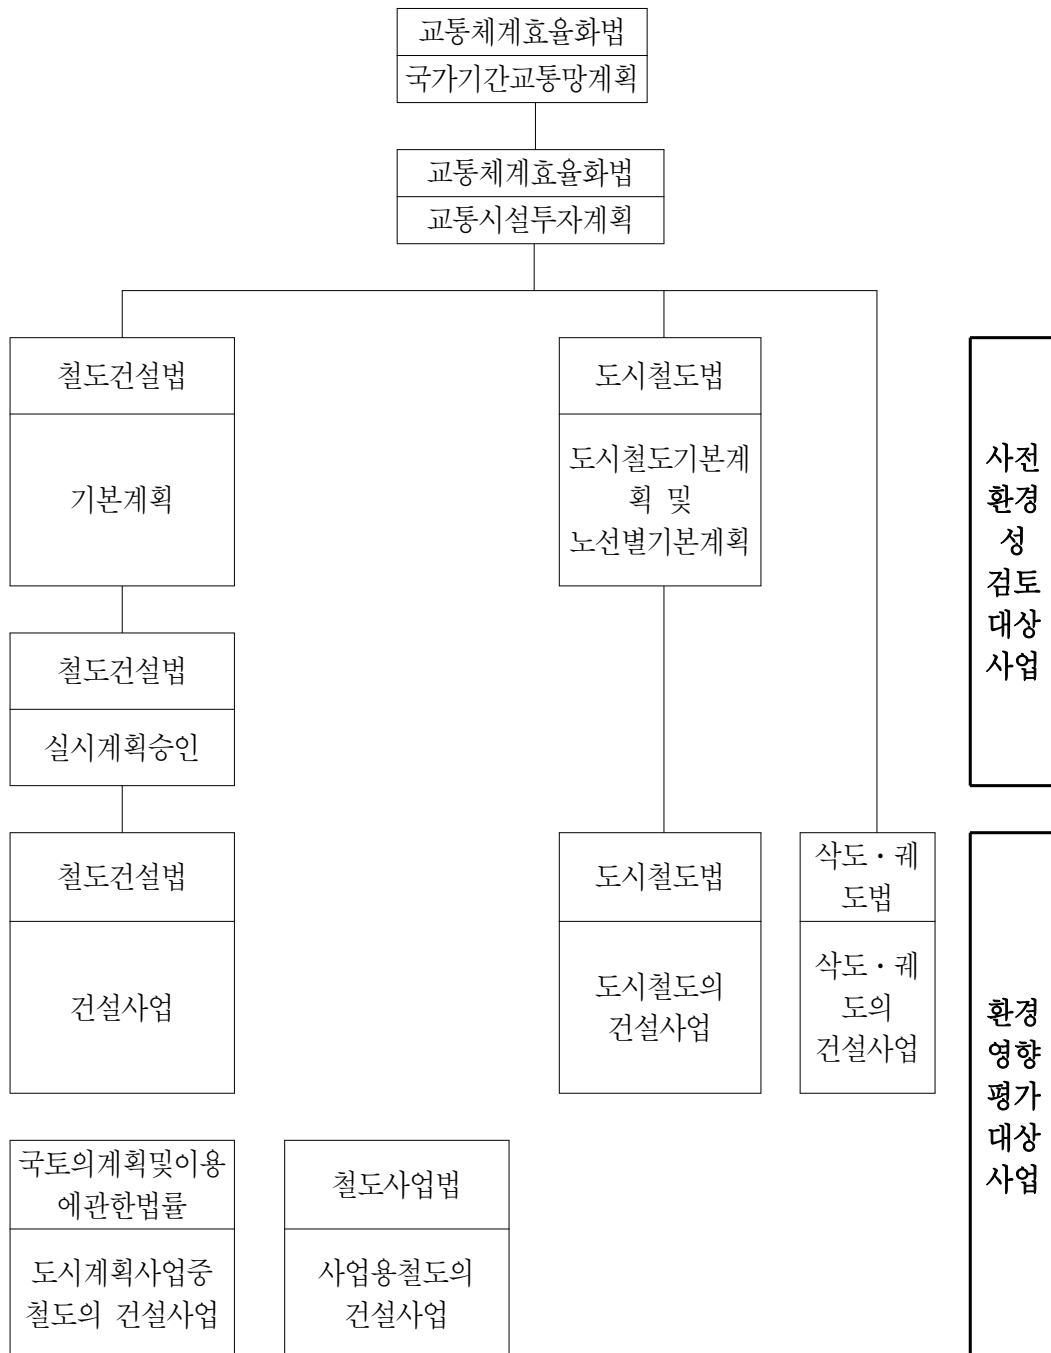 교통체계효율화법
국가기간교통망계획
교통체계효율화법
교통시설투자계획
철도건설법
기본계획
도시철도법
도시철도기본계
획 및
노선별기본계획
사전
환경
성
검토
대상
사업
철도건설법
실시계획승인
철도건설법
건설사업
도시철도법
도시철도의
건설사업
삭도·궤
도법
삭도·궤
도의
건설사업
환경
영향
평가
대상
사업
국토의계획및이용
에관한법률
도시계획사업중
철도의 건설사업
철도사업법
사업용철도의
건설사업